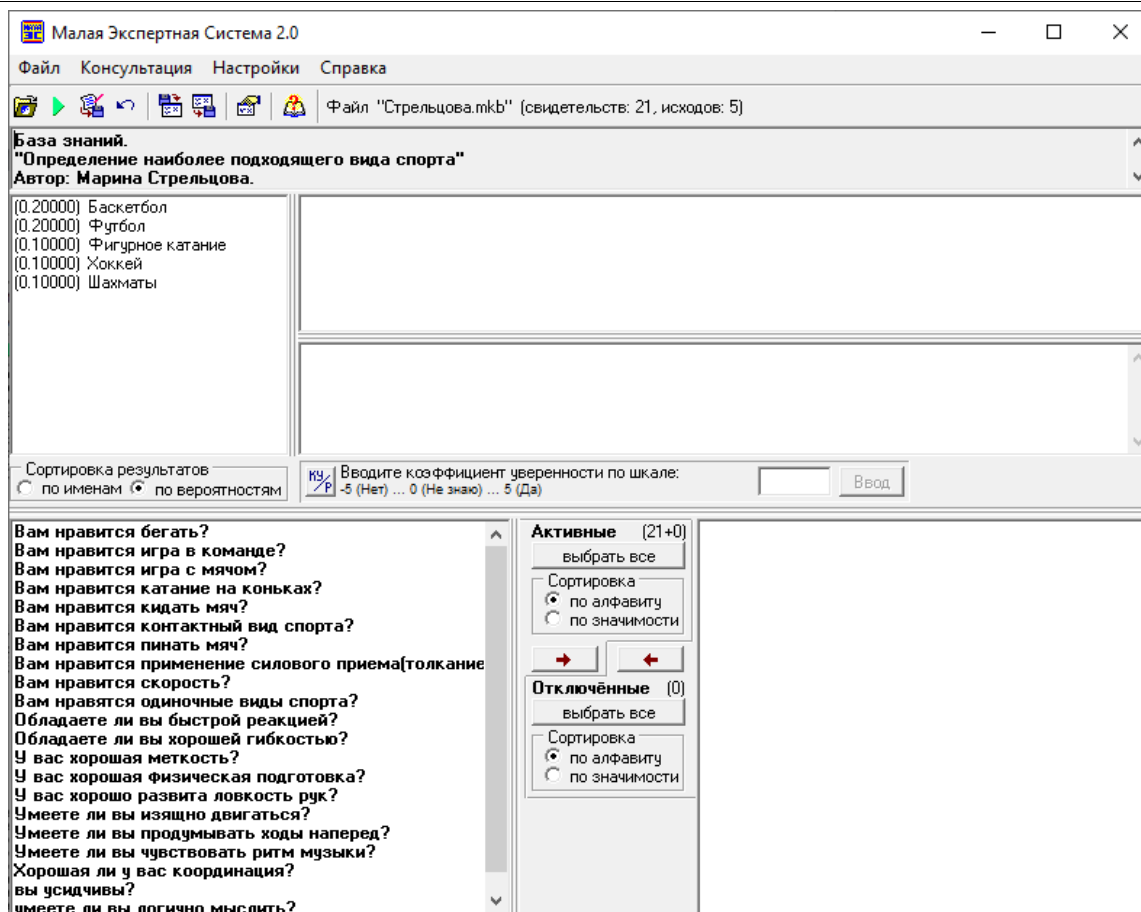 Малая Экспертная Система 2.0
Файл Консультация Настройки Справка
Файл "Стрельцова.mkb" (свидетельств: 21, исходов: 5)
База знаний.
"Определение наиболее подходящего вида спорта"
Автор: Марина Стрельцова.
(0.20000) Баскетбол
(0.20000) Футбол
(0.10000) Фигурное катание
(0.10000) Хоккей
(0.10000) Шахматы
Сортировка результатов
по именам по вероятностям
КУ/Р
Вводите коэффициент уверенности по шкале:
-5 (Нет) ... 0 (Не знаю) ... 5 (Да)
Ввод
Вам нравится бегать?
Вам нравится игра в команде?
Вам нравится игра с мячом?
Вам нравится катание на коньках?
Вам нравится кидать мяч?
Вам нравится контактный вид спорта?
Вам нравится пинать мяч?
Вам нравится применение силового приема(толкание
Вам нравится скорость?
Вам нравятся одиночные виды спорта?
Обладаете ли вы быстрой реакцией?
Обладаете ли вы хорошей гибкостью?
У вас хорошая меткость?
У вас хорошая физическая подготовка?
У вас хорошо развита ловкость рук?
Умеете ли вы изящно двигаться?
Умеете ли вы продумывать ходы наперед?
Умеете ли вы чувствовать ритм музыки?
Хорошая ли у вас координация?
вы усидчивы?
умеете ли вы логично мыслить?
Активные (21+0)
выбрать все
Сортировка
по алфавиту
по значимости
Отключённые (0)
выбрать все
Сортировка
по алфавиту
по значимости